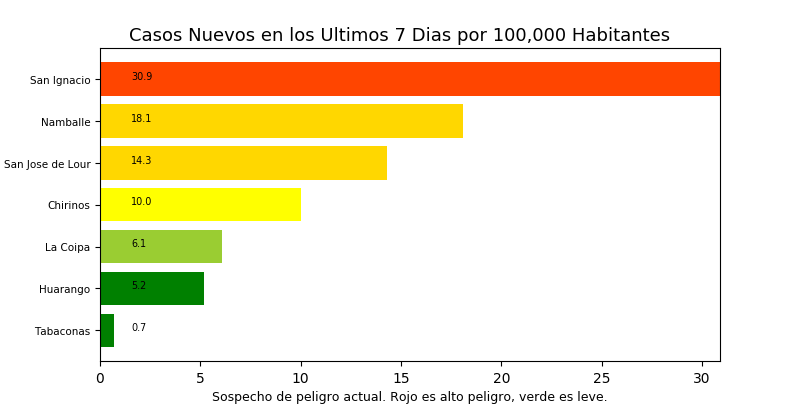 Casos Nuevos en los Ultimos 7 Dias por 100,000 Habitantes
San Ignacio 30.9
Namballe 18.1
San Jose de Lour 14.3
Chirinos 10.0
La Coipa 6.1
Huarango 5.2
Tabaconas 0.7
0 5 10 15 20 25 30
Sospecho de peligro actual. Rojo es alto peligro, verde es leve.